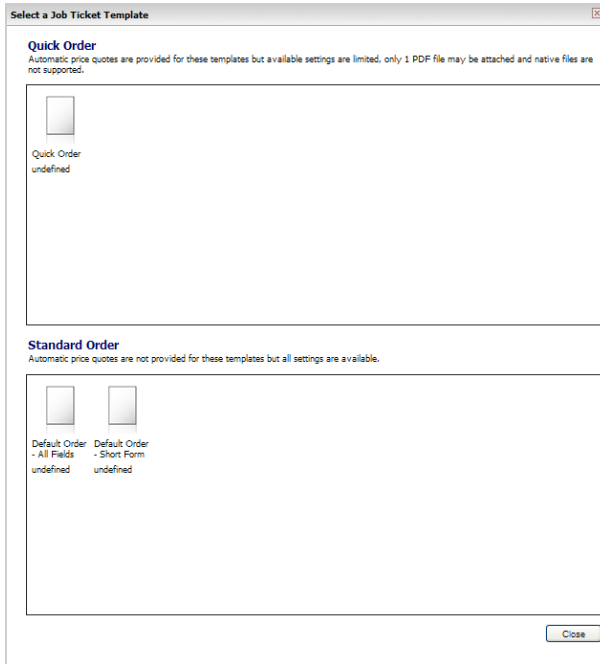 Select a Job Ticket Template
Quick Order
Automatic price quotes are provided for these templates but available settings are limited, only 1 PDF file may be attached and native files are
not supported.
Quick Order
undefined
Standard Order
Automatic price quotes are not provided for these templates but all settings are available.
Default Order
- All Fields
undefined
Default Order
- Short Form
undefined
Close